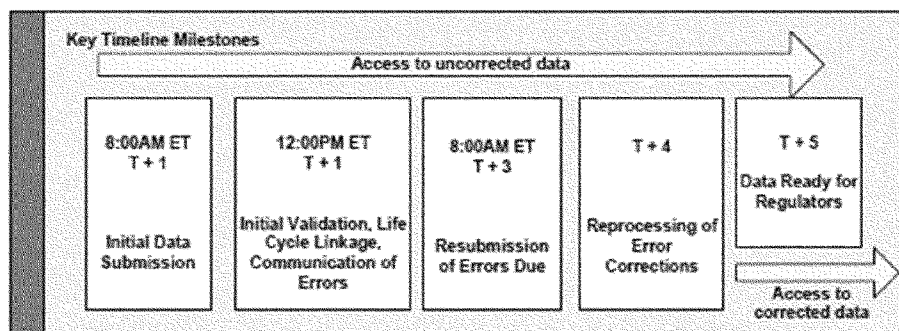 Key Timeline Milestones
Access to uncorrected data
8:00AM ET
T + 1
Initial Data
Submission
12:00PM ET
T + 1
Initial Validation, Life
Cycle Linkage,
Communication of
Errors
8:00AM ET
T + 3
Resubmission
of Errors Due
T + 4
Reprocessing of
Error
Corrections
T + 5
Data Ready for
Regulators
Access to
corrected data